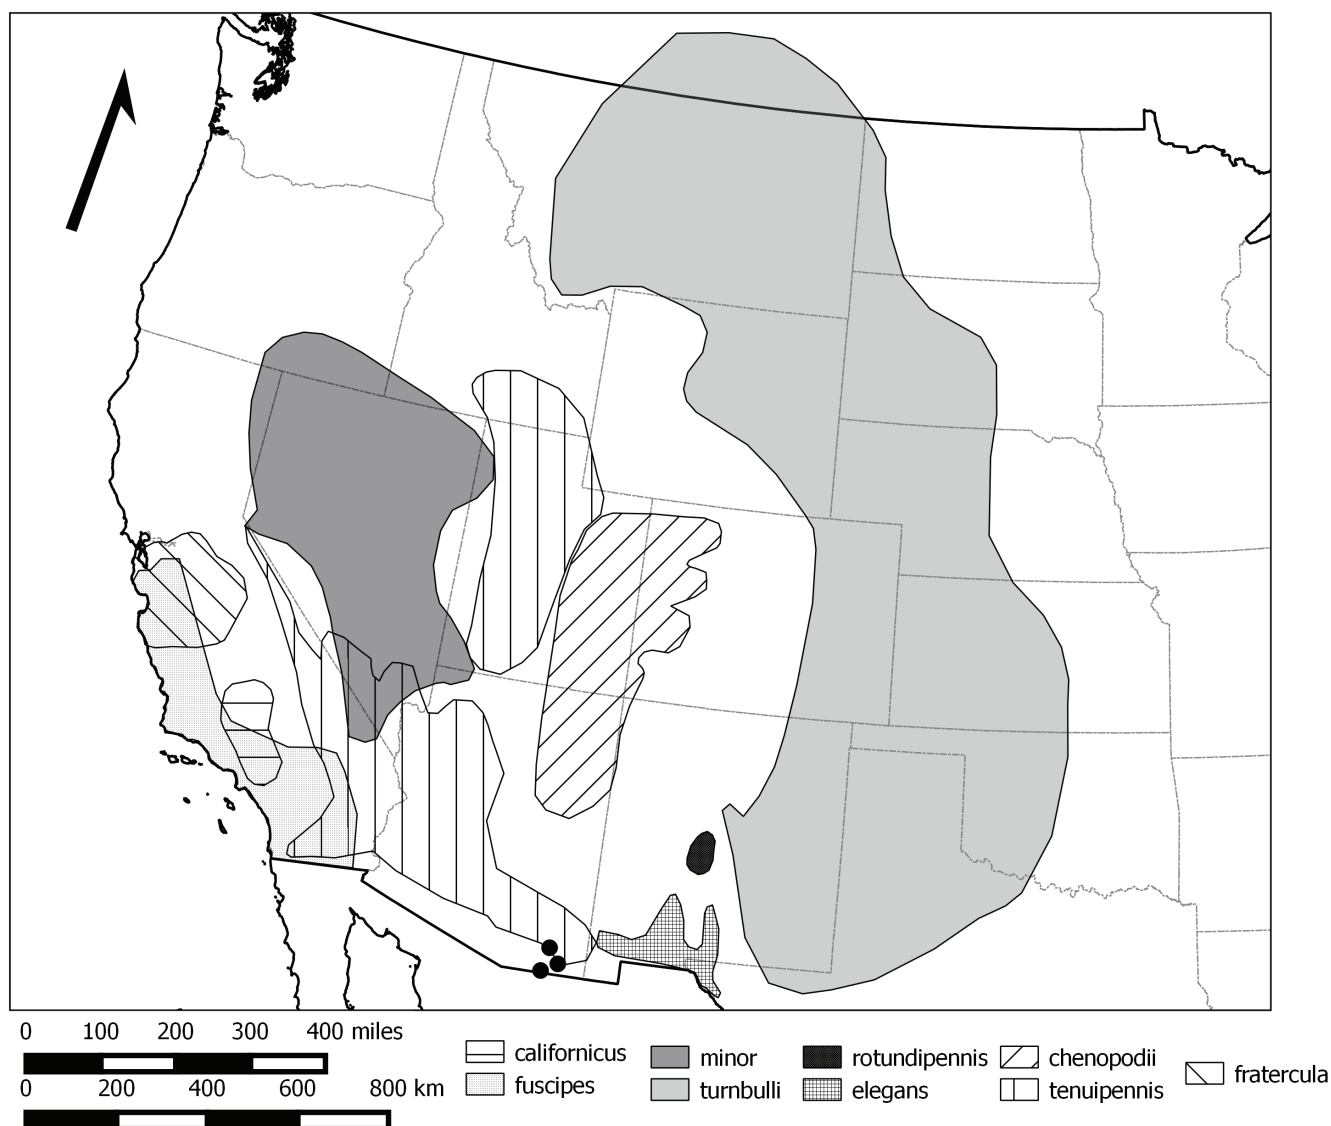 0 100 200 300 400 miles
0 200 400 600 800 km
californicus minor rotundipennis chenopodii fratercula
fuscipes turnbulli elegans tenuipennis